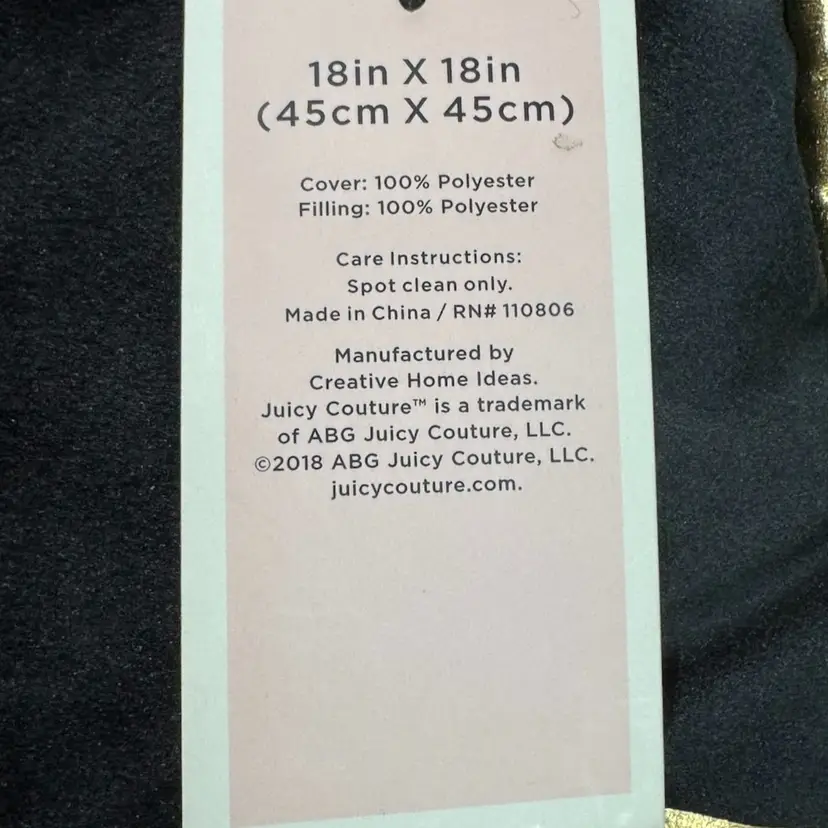 18in X 18in
(45cm X 45cm)
Cover: 100% Polyester
Filling: 100% Polyester
Care Instructions:
Spot clean only.
Made in China / RN# 110806
Manufactured by
Creative Home Ideas.
Juicy Couture™ is a trademark
of ABG Juicy Couture, LLC.
©2018 ABG Juicy Couture, LLC.
juicycouture.com.